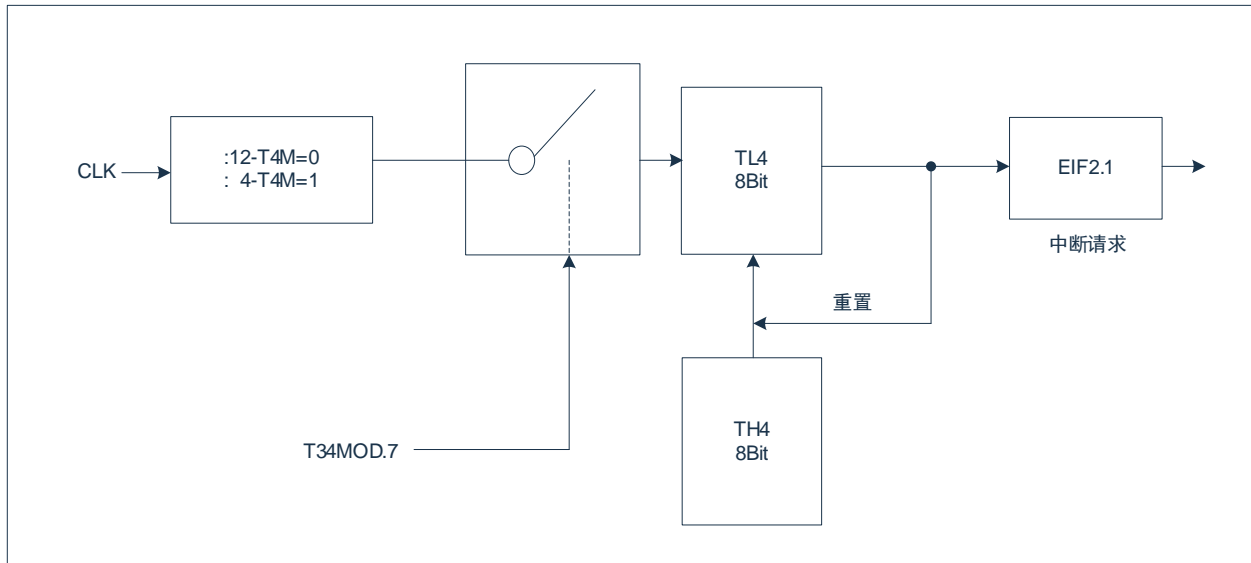 CLK
:12-T4M=0
: 4-T4M=1
TL4
8Bit
EIF2.1
中断请求
重置
TH4
8Bit
T34MOD.7